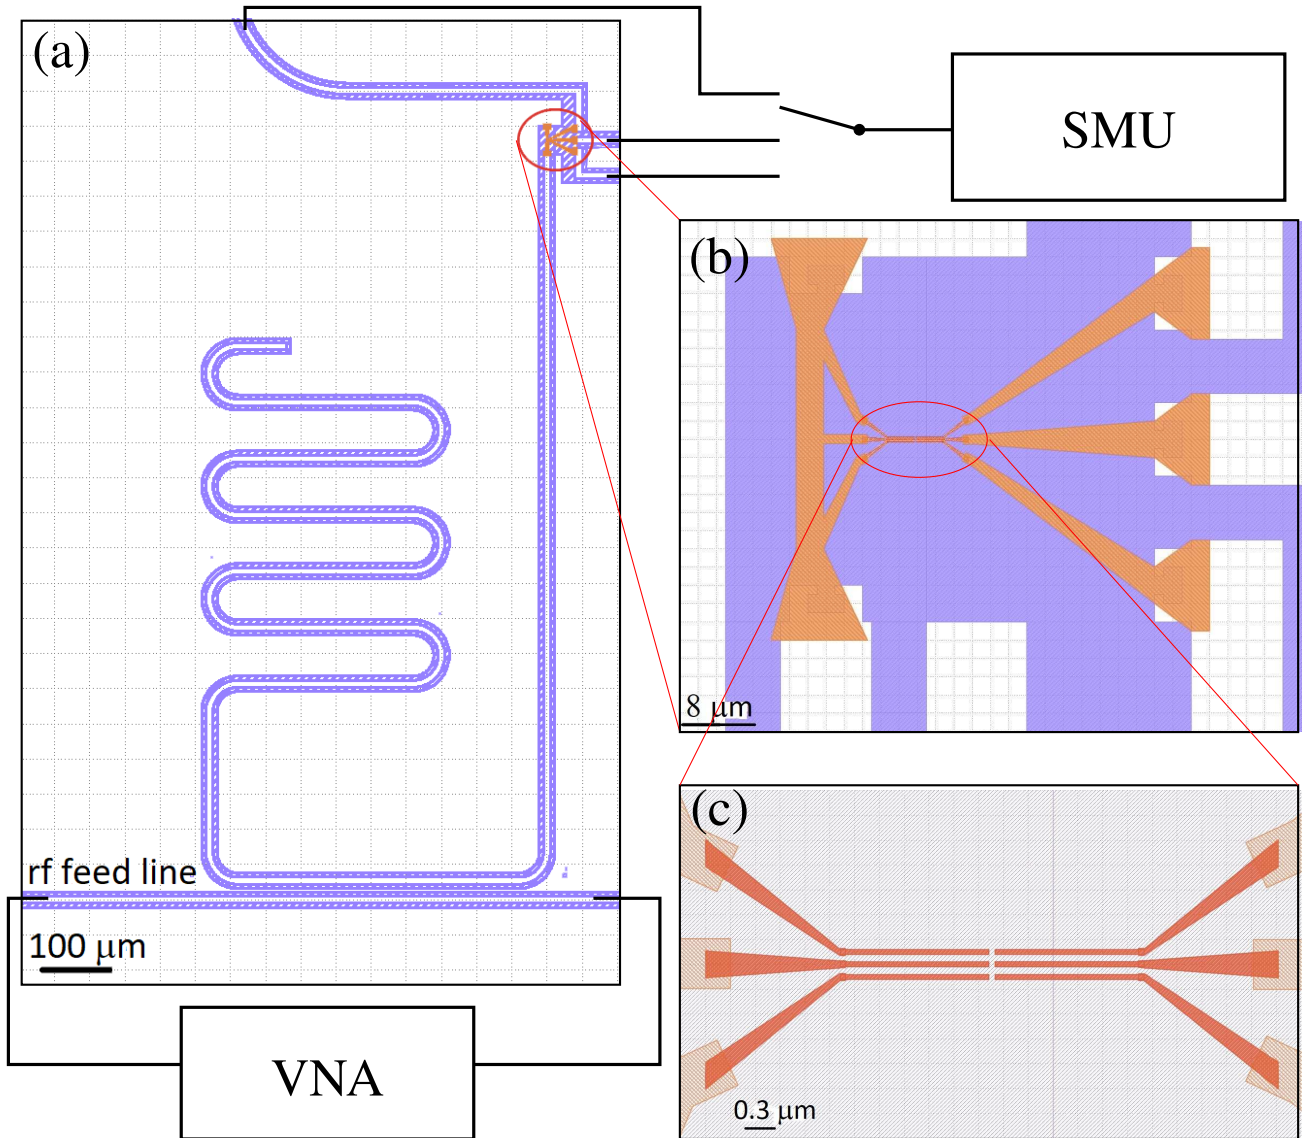 (a)
SMU
(b)
8 μm
rf feed line
100 μm
(c)
VNA
0.3 μm